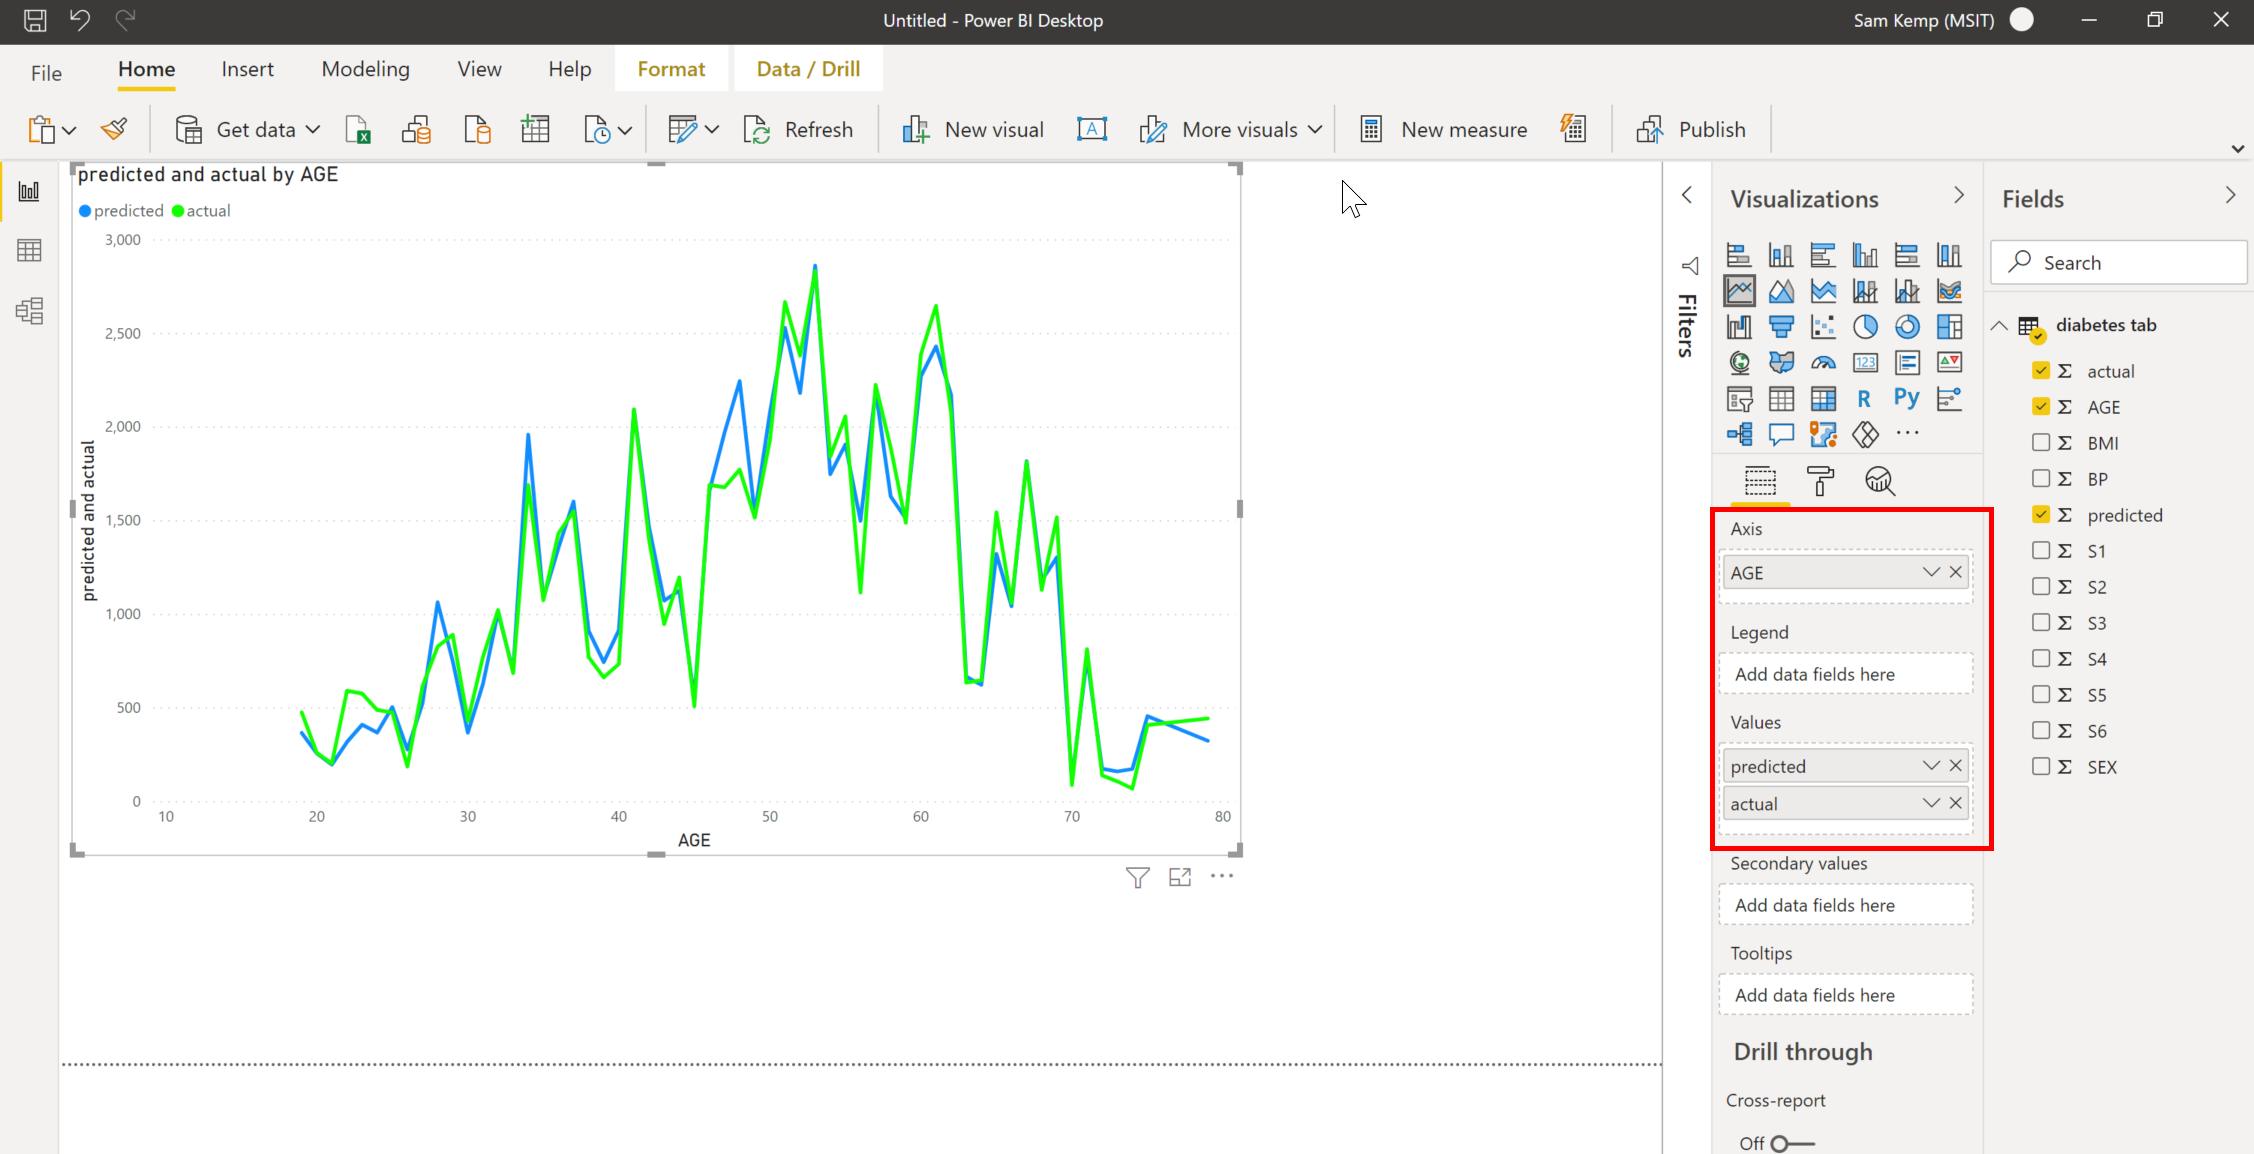 Untitled - Power BI Desktop
Sam Kemp (MSIT)
File Home Insert Modeling View Help Format Data / Drill
Get data Refresh New visual A More visuals New measure Publish
predicted and actual by AGE
predicted actual
3,000
2,500
2,000
1,500
1,000
500
0
predicted and actual
10 20 30 40 50 60 70 80
AGE
Filters
Visualizations
123
R Py
Axis
AGE
Legend
Add data fields here
Values
predicted
actual
Secondary values
Add data fields here
Tooltips
Add data fields here
Drill through
Cross-report
Off
Fields
Search
diabetes tab
Σ actual
Σ AGE
Σ BMI
Σ BP
Σ predicted
Σ S1
Σ S2
Σ S3
Σ S4
Σ S5
Σ S6
Σ SEX